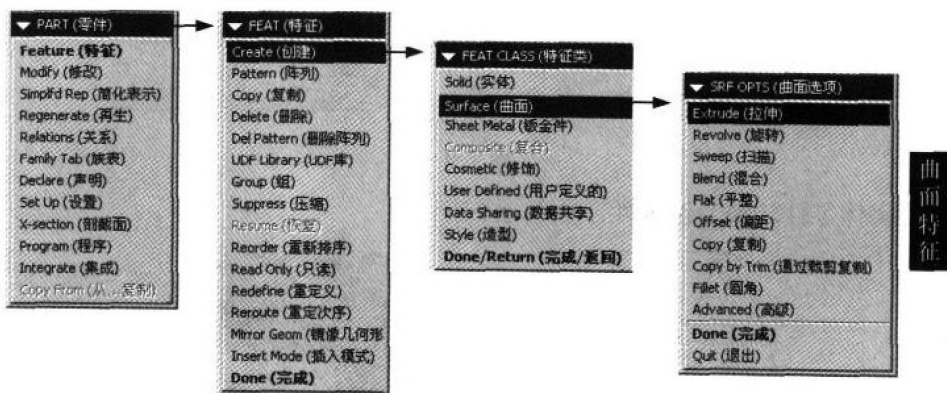 PART (零件)
Feature (特征)
Modify (修改)
Simplfd Rep (简化表示)
Regenerate (再生)
Relations (关系)
Family Tab (族表)
Declare (声明)
Set Up (设置)
X-section (剖截面)
Program (程序)
Integrate (集成)
Copy From (从...复制)
FEAT (特征)
Create (创建)
Pattern (阵列)
Copy (复制)
Delete (删除)
Del Pattern (删除阵列)
UDF Library (UDF库)
Group (组)
Suppress (压缩)
Resume (恢复)
Reorder (重新排序)
Read Only (只读)
Redefine (重定义)
Reroute (重定次序)
Mirror Geom (镜像几何形
Insert Mode (插入模式)
Done (完成)
FEAT CLASS (特征类)
Solid (实体)
Surface (曲面)
Sheet Metal (钣金件)
Composite (复合)
Cosmetic (修饰)
User Defined (用户定义的)
Data Sharing (数据共享)
Style (造型)
Done/Return (完成/返回)
SRF OPTS (曲面选项)
Extrude (拉伸)
Revolve (旋转)
Sweep (扫描)
Blend (混合)
Flat (平整)
Offset (偏距)
Copy (复制)
Copy by Trim (通过裁剪复制)
Fillet (圆角)
Advanced (高级)
Done (完成)
Quit (退出)
曲面特征